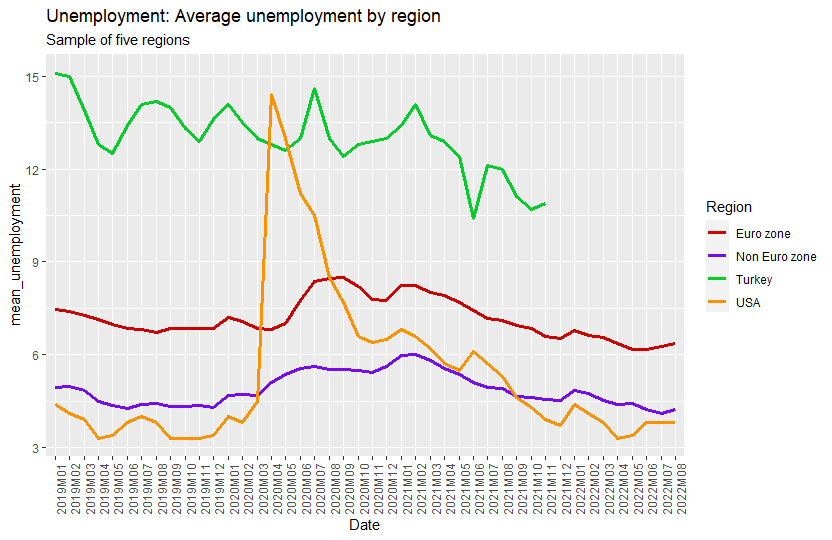 Unemployment: Average unemployment by region
Sample of five regions
mean_unemployment
15
12
9
6
3
2019M01
2019M02
2019M03
2019M04
2019M05
2019M06
2019M07
2019M08
2019M09
2019M10
2019M11
2019M12
2020M01
2020M02
2020M03
2020M04
2020M05
2020M06
2020M07
2020M08
2020M09
2020M10
2020M11
2020M12
2021M01
2021M02
2021M03
2021M04
2021M05
2021M06
2021M07
2021M08
2021M09
2021M10
2021M11
2021M12
2022M01
2022M02
2022M03
2022M04
2022M05
2022M06
2022M07
2022M08
Date
Region
Euro zone
Non Euro zone
Turkey
USA